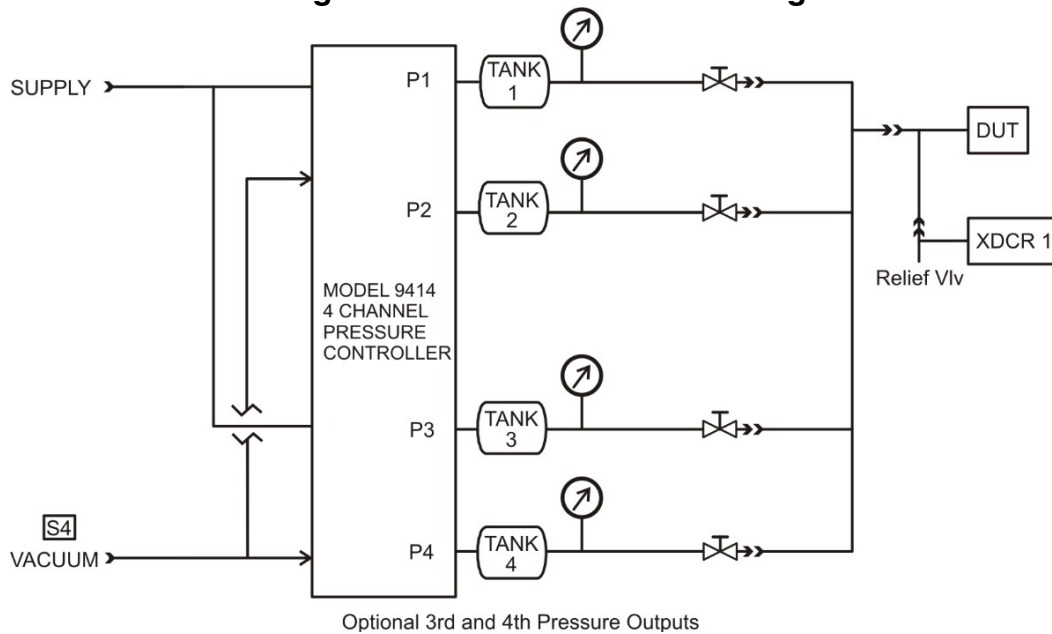 SUPPLY
P1
TANK
1
DUT
P2
TANK
2
XDCR 1
Relief Vlv
MODEL 9414
4 CHANNEL
PRESSURE
CONTROLLER
P3
TANK
3
S4
VACUUM
P4
TANK
4
Optional 3rd and 4th Pressure Outputs